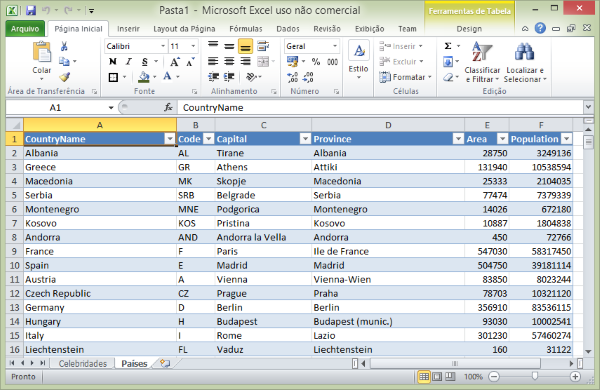 Pasta1 - Microsoft Excel uso não comercial
Ferramentas de Tabela
Arquivo Página Inicial Inserir Layout da Página Fórmulas Dados Revisão Exibição Team Design
Colar
Calibri 11
Geral
Estilo
Inserir
Excluir
Formatar
Classificar e Filtrar
Localizar e Selecionar
Área de Transferência Fonte Alinhamento Número Células Edição
A1 fx CountryName
A B C D E F
1 CountryName Code Capital Province Area Population
2 Albania AL Tirane Albania 28750 3249136
3 Greece GR Athens Attiki 131940 10538594
4 Macedonia MK Skopje Macedonia 25333 2104035
5 Serbia SRB Belgrade Serbia 77474 7379339
6 Montenegro MNE Podgorica Montenegro 14026 672180
7 Kosovo KOS Pristina Kosovo 10887 1804838
8 Andorra AND Andorra la Vella Andorra 450 72766
9 France F Paris Ile de France 547030 58317450
10 Spain E Madrid Madrid 504750 39181114
11 Austria A Vienna Vienna-Wien 83850 8023244
12 Czech Republic CZ Prague Praha 78703 10321120
13 Germany D Berlin Berlin 356910 83536115
14 Hungary H Budapest Budapest (munic.) 93030 10002541
15 Italy I Rome Lazio 301230 57460274
16 Liechtenstein FL Vaduz Liechtenstein 160 31122
Celebridades Países
Pronto 100%